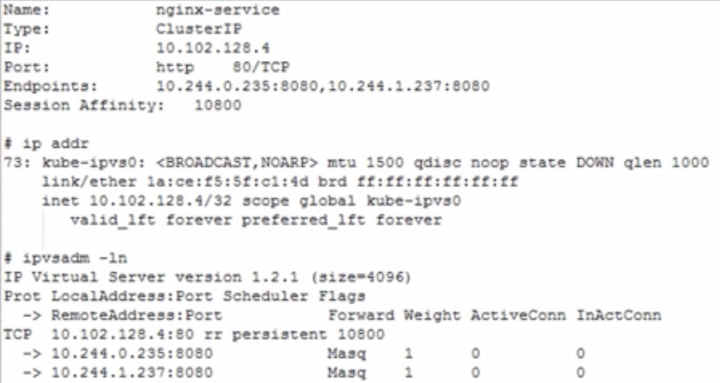 Name: nginx-service
Type: ClusterIP
IP: 10.102.128.4
Port: http 80/TCP
Endpoints: 10.244.0.235:8080,10.244.1.237:8080
Session Affinity: 10800
# ip addr
73: kube-ipvs0: <BROADCAST,NOARP> mtu 1500 qdisc noop state DOWN qlen 1000
link/ether 1a:ce:f5:5f:c1:4d brd ff:ff:ff:ff:ff:ff
inet 10.102.128.4/32 scope global kube-ipvs0
valid_lft forever preferred_lft forever
# ipvsadm -ln
IP Virtual Server version 1.2.1 (size=4096)
Prot LocalAddress:Port Scheduler Flags
-> RemoteAddress:Port Forward Weight ActiveConn InActConn
TCP 10.102.128.4:80 rr persistent 10800
-> 10.244.0.235:8080 Masq 1 0 0
-> 10.244.1.237:8080 Masq 1 0 0